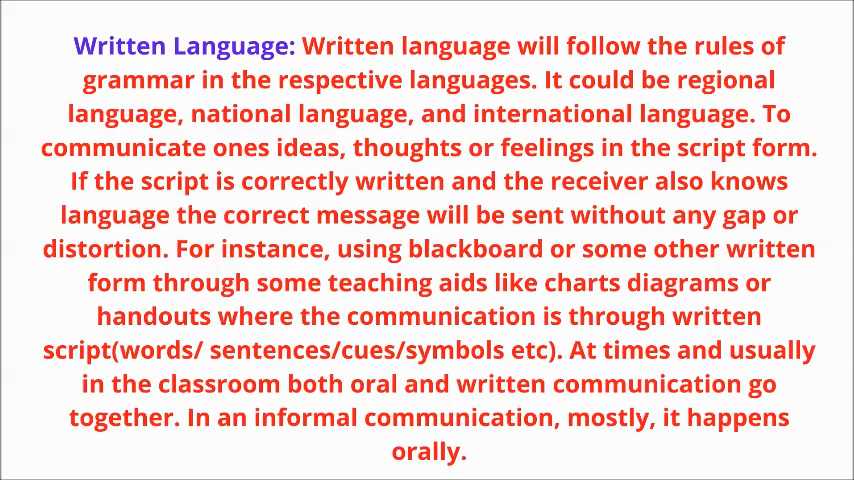 Written Language: Written language will follow the rules of
grammar in the respective languages. It could be regional
language, national language, and international language. To
communicate ones ideas, thoughts or feelings in the script form.
If the script is correctly written and the receiver also knows
language the correct message will be sent without any gap or
distortion. For instance, using blackboard or some other written
form through some teaching aids like charts diagrams or
handouts where the communication is through written
script(words/ sentences/cues/symbols etc). At times and usually
in the classroom both oral and written communication go
together. In an informal communication, mostly, it happens
orally.